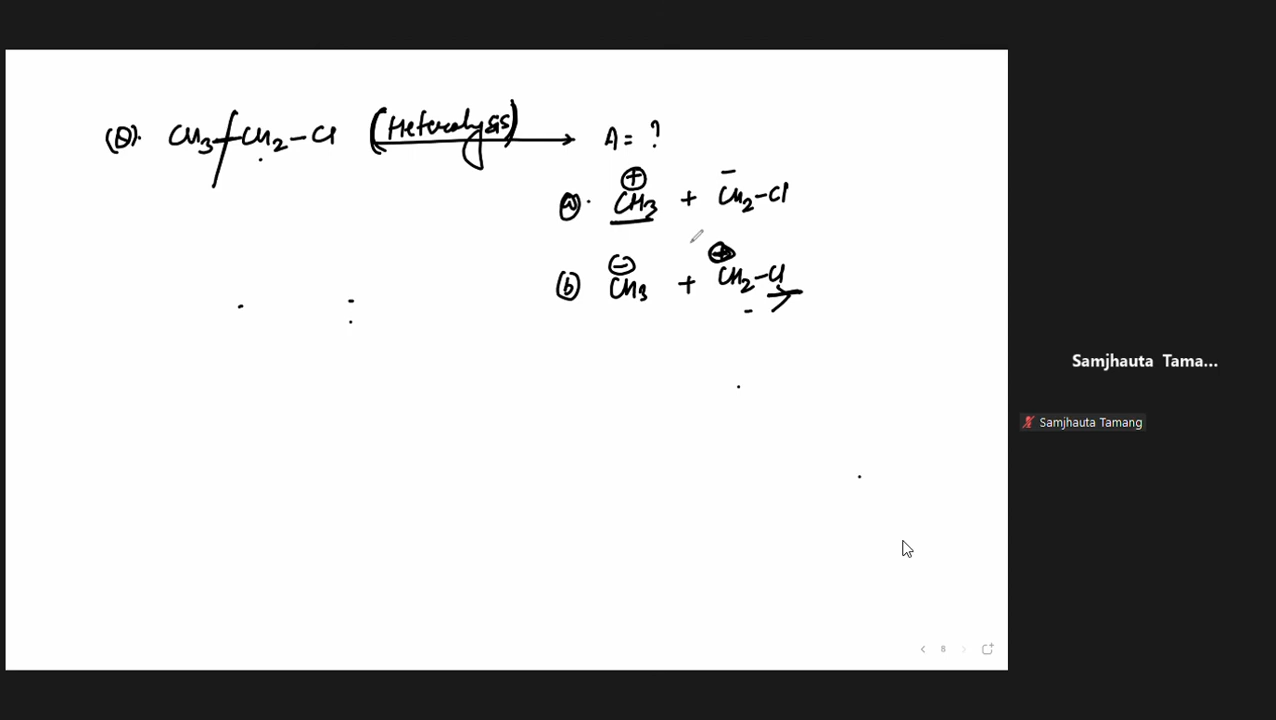 (Q). CH3-CH2-Cl (Heterolysis) A = ?
(a). ⊕CH3 + ⁻CH2-Cl
(b) ⊖CH3 + ⊕CH2-Cl
Samjhauta Tama...
Samjhauta Tamang
8